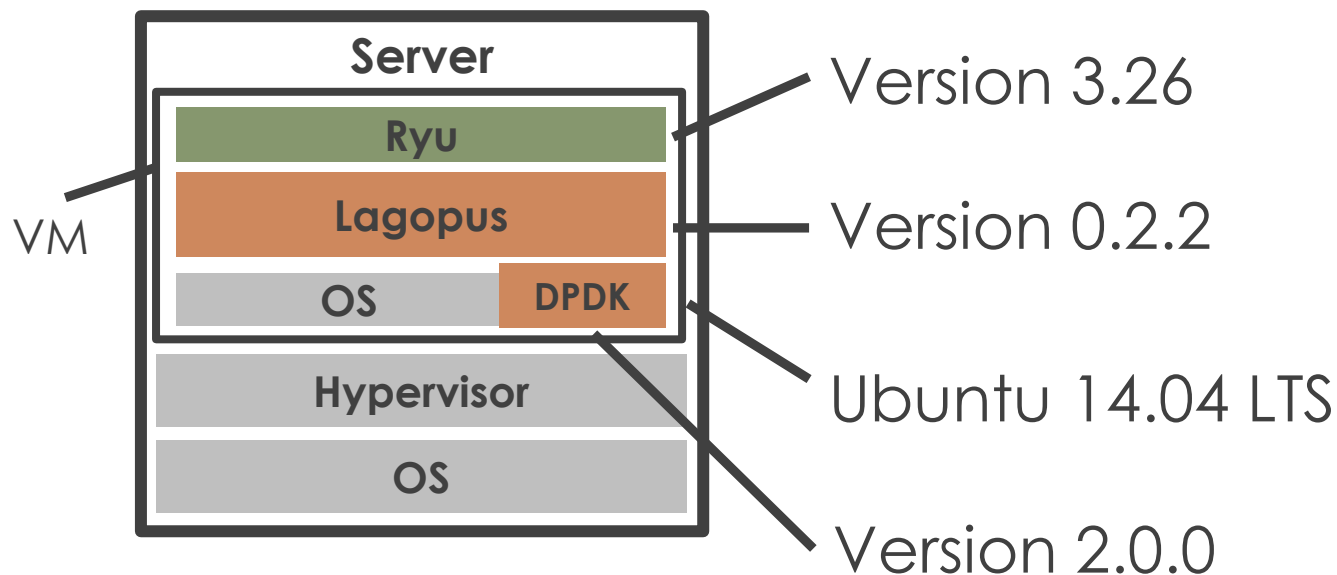 Server
Ryu
Lagopus
OS
DPDK
Hypervisor
OS
VM
Version 3.26
Version 0.2.2
Ubuntu 14.04 LTS
Version 2.0.0